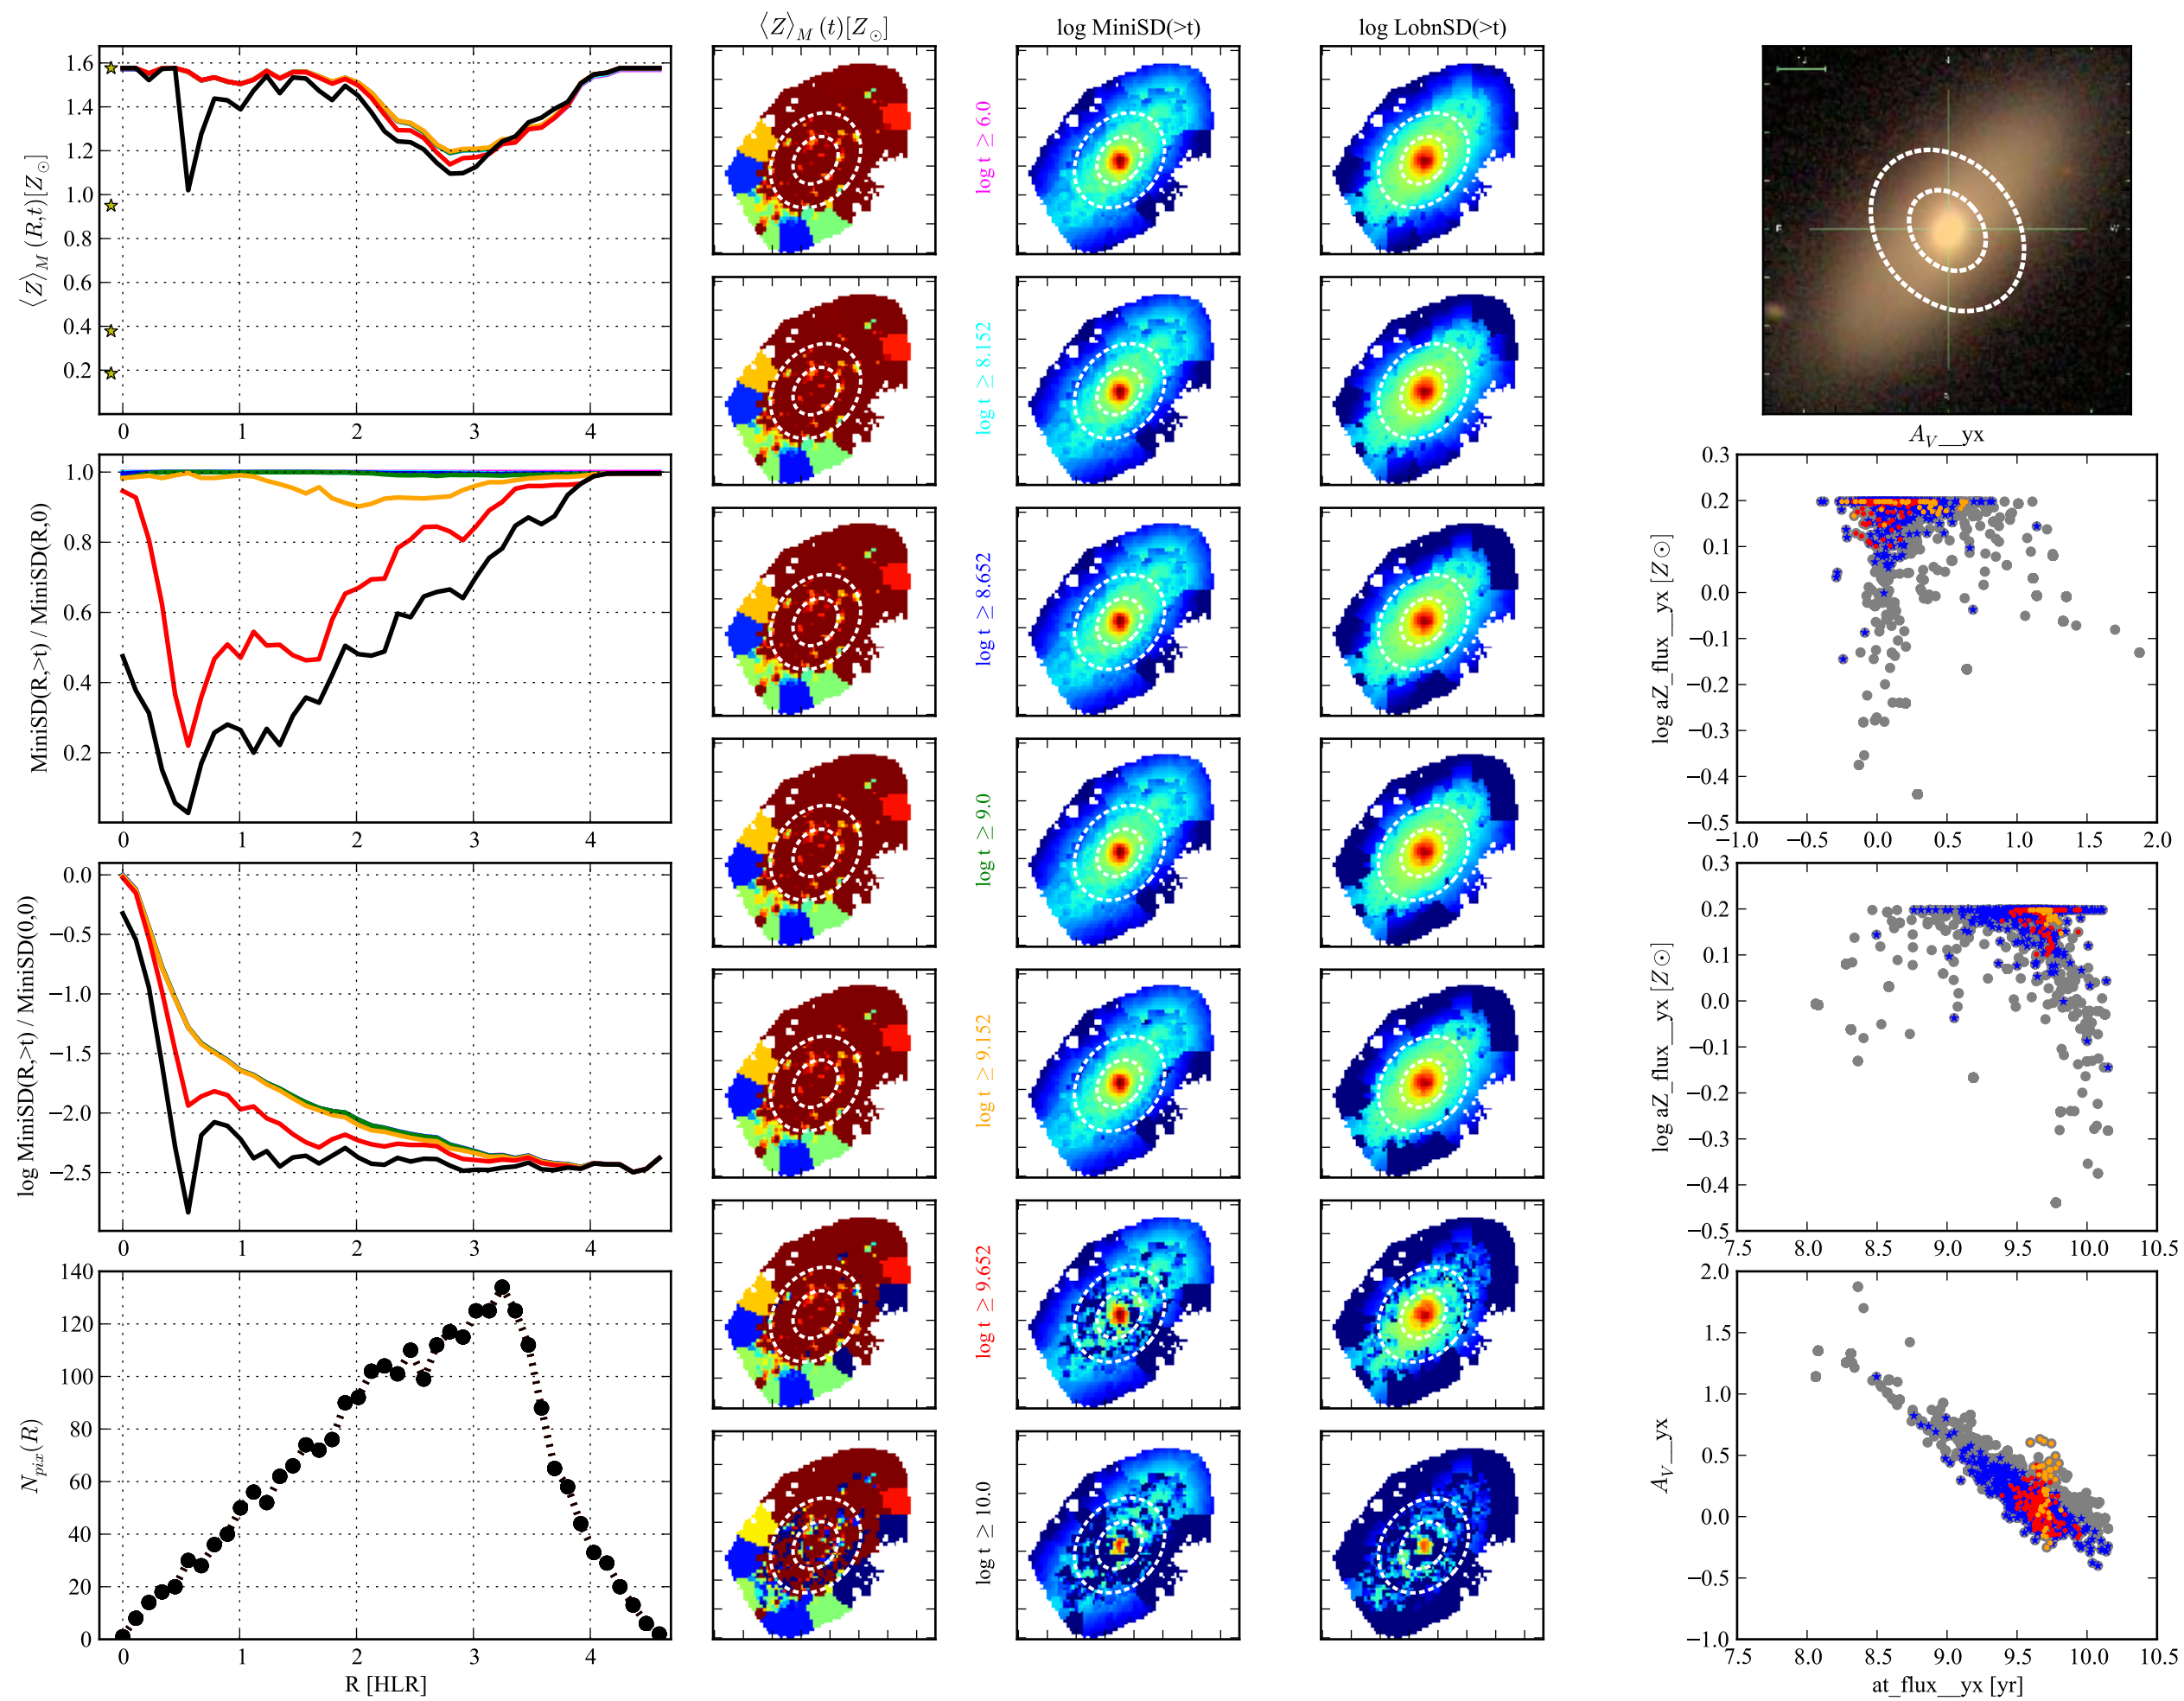 ⟨Z⟩_M (t)[Z_⊙]
log MiniSD(>t)
log LobnSD(>t)
⟨Z⟩_M (R,t)[Z_⊙]
1.6
1.4
1.2
1.0
0.8
0.6
0.4
0.2
0 1 2 3 4
MiniSD(R,>t) / MiniSD(R,0)
1.0
0.8
0.6
0.4
0.2
0 1 2 3 4
log MiniSD(R,>t) / MiniSD(0,0)
0.0
−0.5
−1.0
−1.5
−2.0
−2.5
0 1 2 3 4
N_pix(R)
140
120
100
80
60
40
20
0
0 1 2 3 4
R [HLR]
log t ≥ 6.0
log t ≥ 8.152
log t ≥ 8.652
log t ≥ 9.0
log t ≥ 9.152
log t ≥ 9.652
log t ≥ 10.0
A_V__yx
log aZ_flux__yx [Z⊙]
0.3
0.2
0.1
0.0
−0.1
−0.2
−0.3
−0.4
−0.5
−1.0 −0.5 0.0 0.5 1.0 1.5 2.0
log aZ_flux__yx [Z⊙]
0.3
0.2
0.1
0.0
−0.1
−0.2
−0.3
−0.4
−0.5
7.5 8.0 8.5 9.0 9.5 10.0 10.5
A_V__yx
2.0
1.5
1.0
0.5
0.0
−0.5
−1.0
7.5 8.0 8.5 9.0 9.5 10.0 10.5
at_flux__yx [yr]